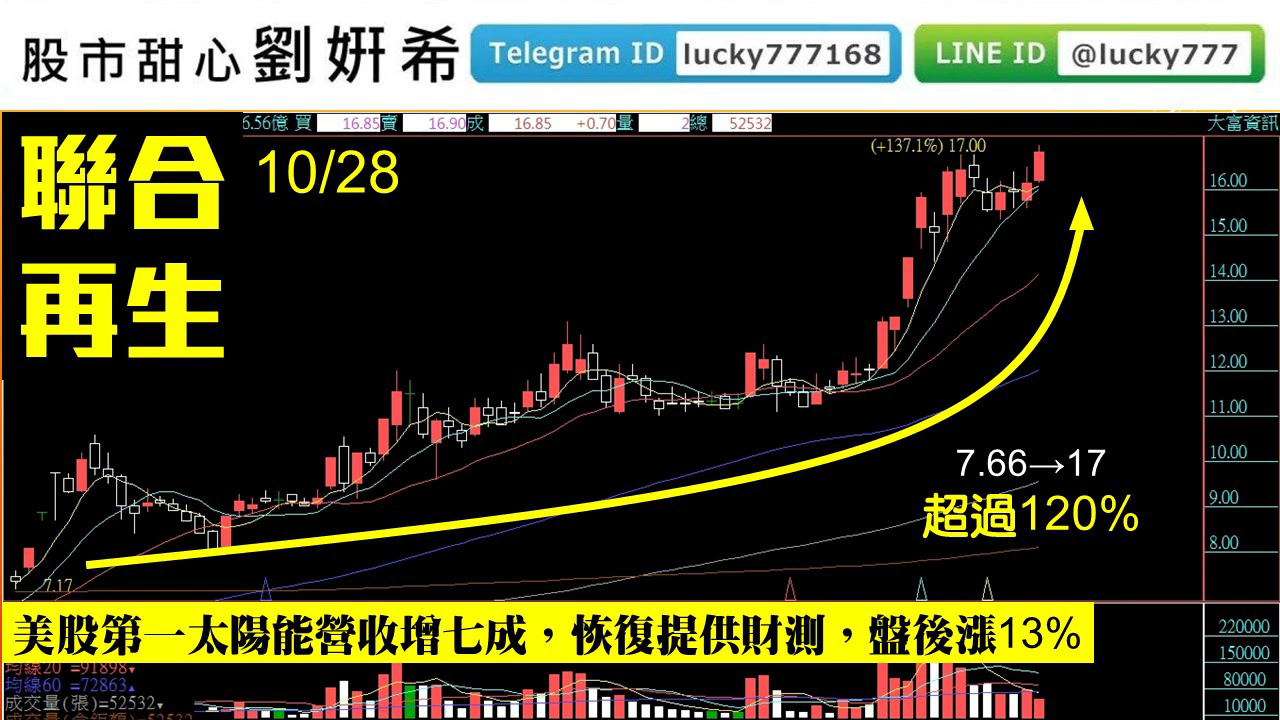 股市甜心劉妍希 Telegram ID lucky777168 LINE ID @lucky777
6.56億 買 16.85 賣 16.90 成 16.85 +0.70 量 2 總 52532 大富資訊
聯合
再生
10/28
(+137.1%) 17.00
16.00
15.00
14.00
13.00
12.00
11.00
10.00
9.00
8.00
7.66→17
超過120%
7.17
美股第一太陽能營收增七成，恢復提供財測，盤後漲13%
220000
150000
80000
10000
均線20 =91898▾
均線60 =72863▴
成交量(張)=52532▾